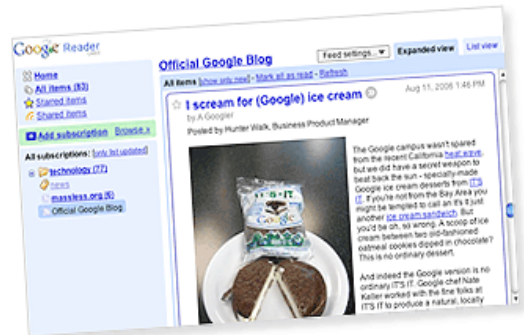 Google Reader
Home
All items (83)
Starred items
Shared items
Add subscription Browse »
All subscriptions: [only list updated]
technology (77)
news
massless.org (6)
Official Google Blog
Official Google Blog
Feed settings...
Expanded view
List view
All items [show only new] - Mark all as read - Refresh
I scream for (Google) ice cream
Aug 11, 2006 1:46 PM
by A Googler
Posted by Hunter Walk, Business Product Manager
The Google campus wasn't spared
from the recent California heat wave,
but we did have a secret weapon to
beat back the sun - specially-made
Google ice cream desserts from IT'S
IT. If you're not from the Bay Area you
might be tempted to call an It's It just
another ice cream sandwich. But
you'd be oh, so wrong. A scoop of ice
cream between two old-fashioned
oatmeal cookies dipped in chocolate?
This is no ordinary dessert.
And indeed the Google version is no
ordinary IT'S IT. Google chef Nate
Keller worked with the fine folks at
IT'S IT to produce a natural, locally
IT'S IT
Google